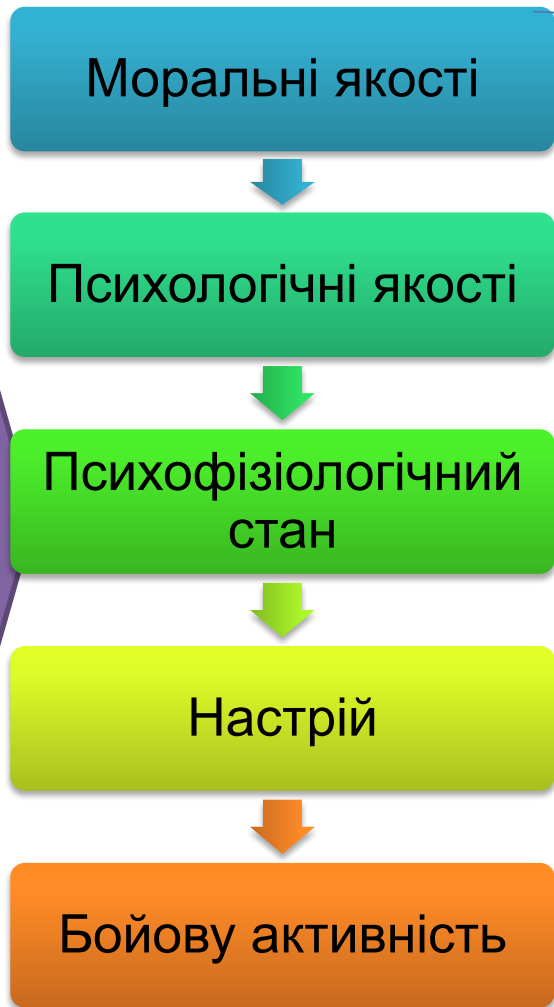 Моральні якості
Психологічні якості
Психофізіологічний
стан
Настрій
Бойову активність